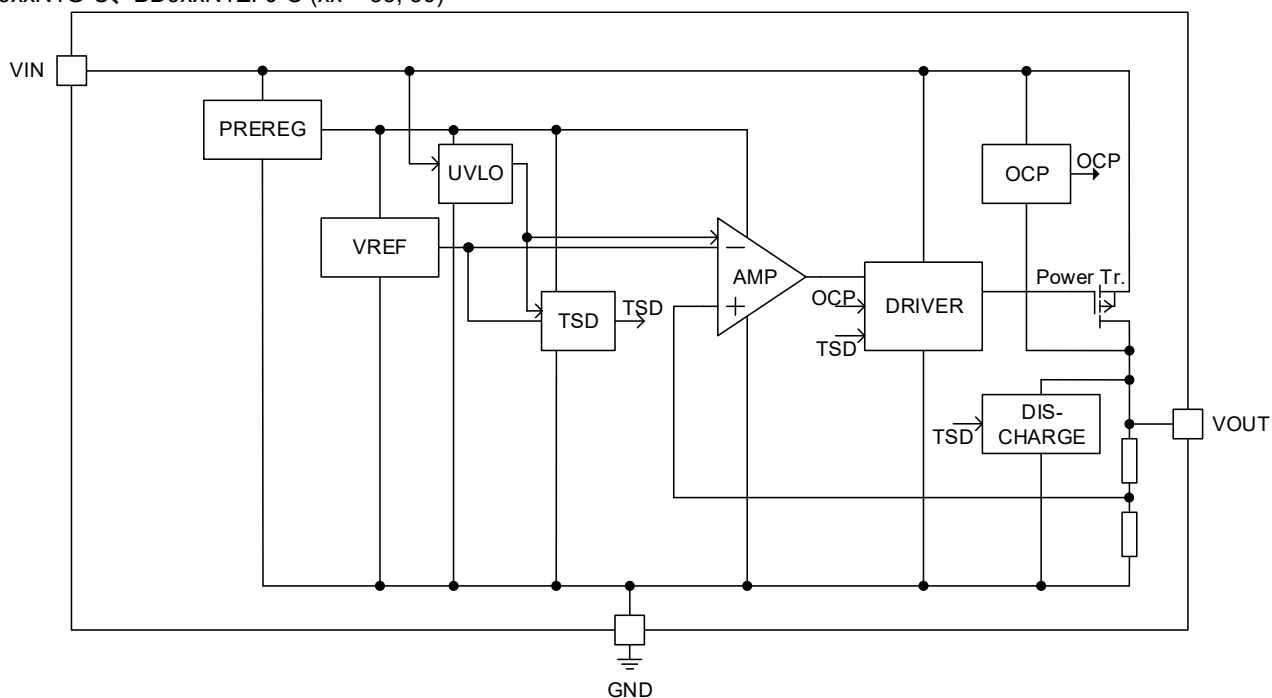 VIN
PREREG
UVLO
OCP
OCP
VREF
AMP
−
+
Power Tr.
TSD
TSD
OCP
TSD
DRIVER
DIS-
CHARGE
TSD
VOUT
GND